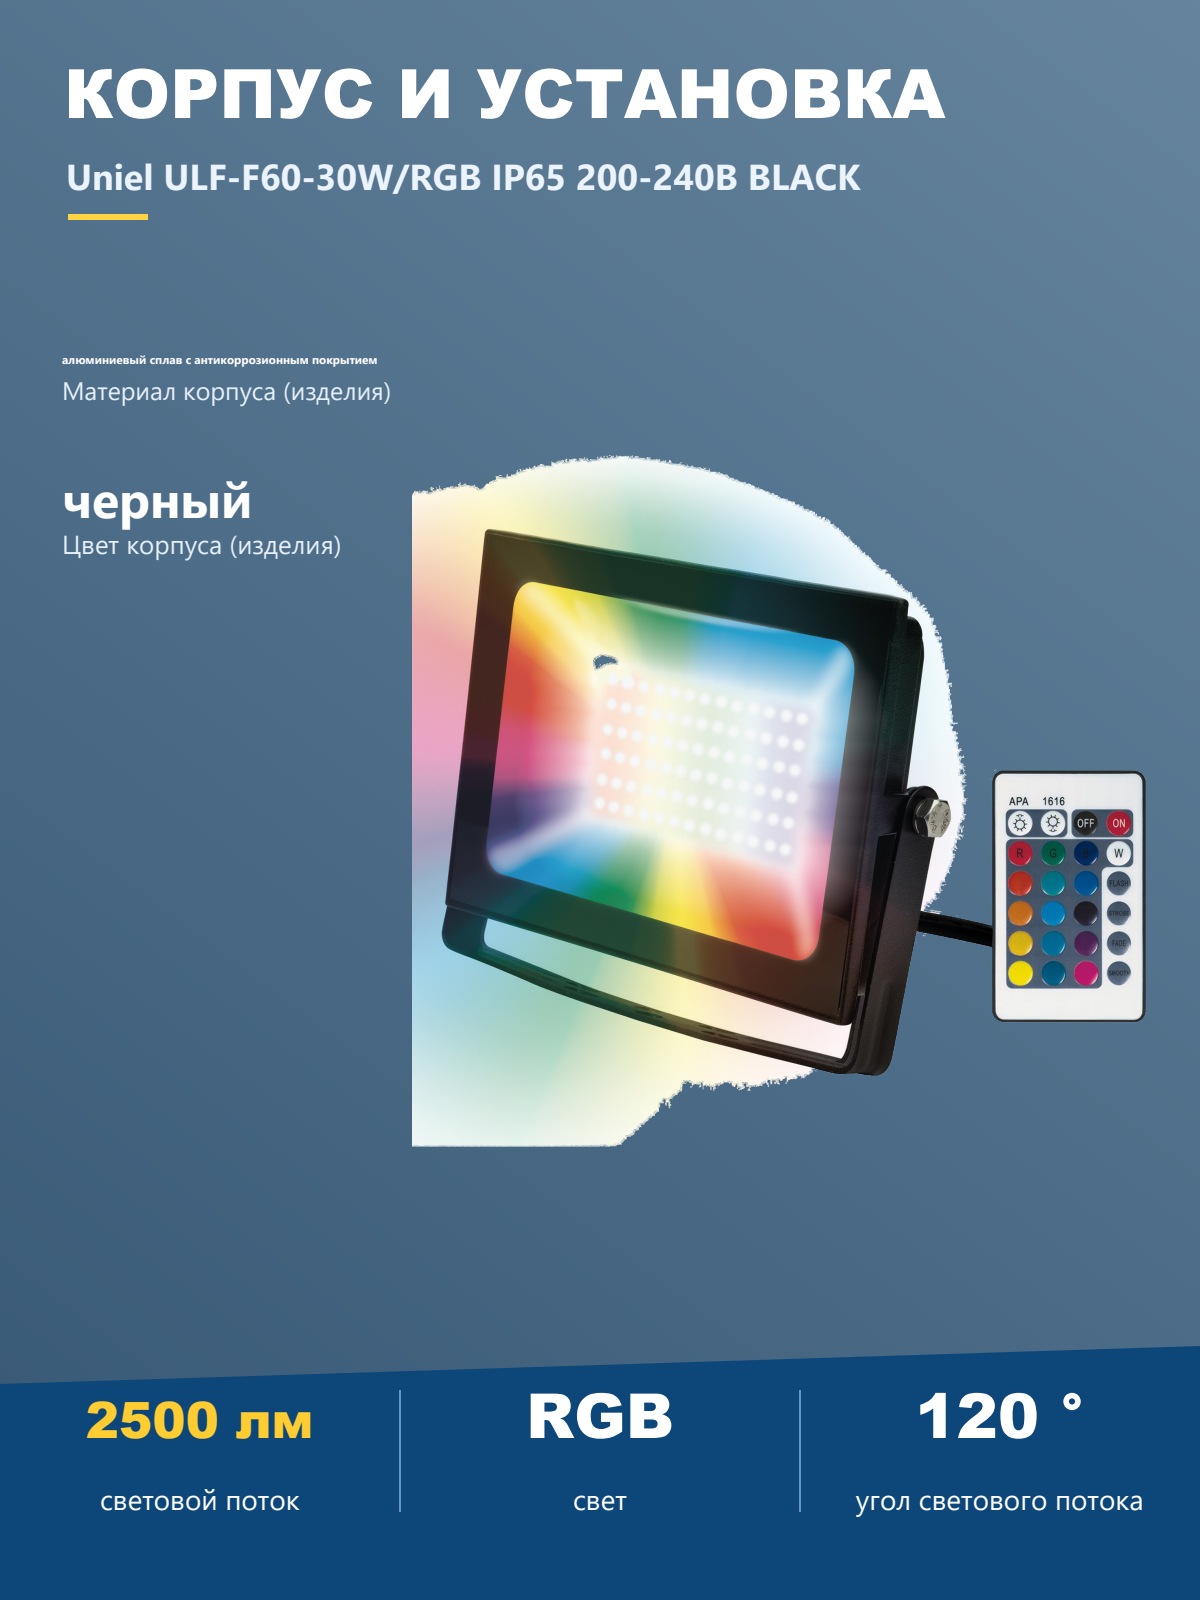 КОРПУС И УСТАНОВКА
Uniel ULF-F60-30W/RGB IP65 200-240В BLACK
алюминиевый сплав с антикоррозионным покрытием
Материал корпуса (изделия)
черный
Цвет корпуса (изделия)
APA 1616
OFF ON
R G B W
FLASH
STROBE
FADE
SMOOTH
2500 лм
световой поток
RGB
свет
120 °
угол светового потока